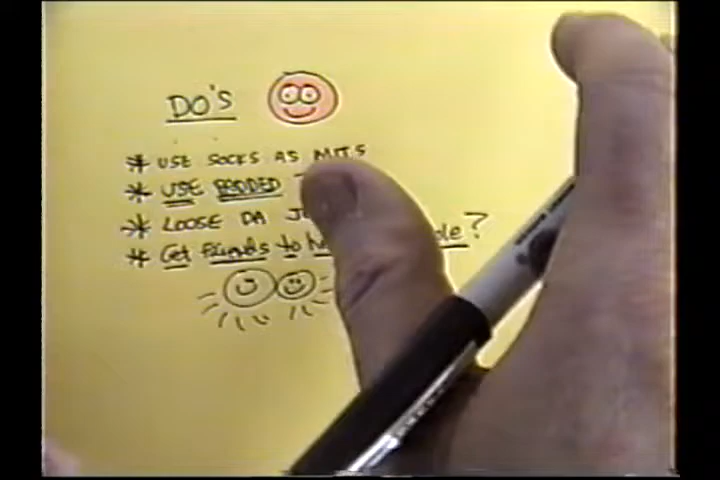 DO'S
* USE SOCKS AS MITS
* USE PADDED
* LOOSE DA
* Get Friends to ?